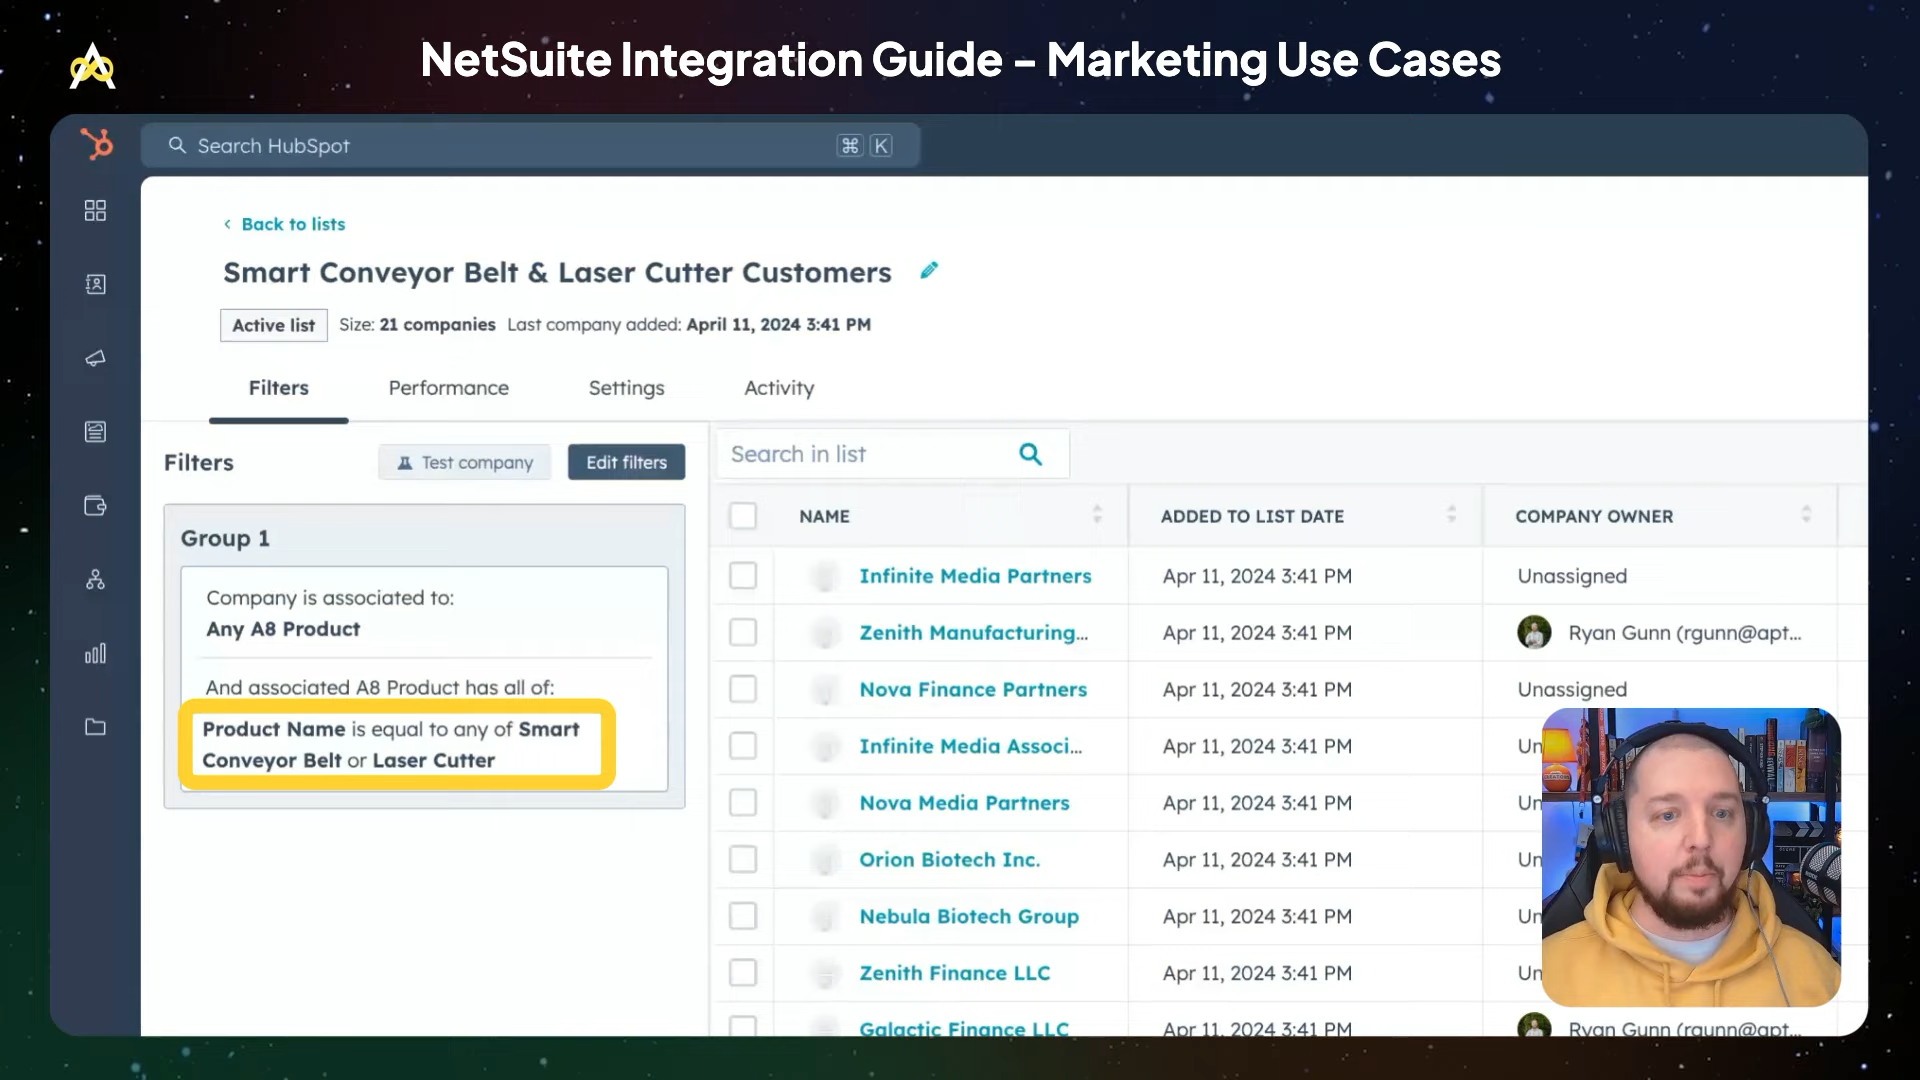 NetSuite Integration Guide - Marketing Use Cases
Search HubSpot
⌘ K
Back to lists
Smart Conveyor Belt & Laser Cutter Customers
Active list Size: 21 companies Last company added: April 11, 2024 3:41 PM
Filters Performance Settings Activity
Filters Test company Edit filters
Group 1
Company is associated to:
Any A8 Product
And associated A8 Product has all of:
Product Name is equal to any of Smart
Conveyor Belt or Laser Cutter
Search in list
NAME ADDED TO LIST DATE COMPANY OWNER
Infinite Media Partners Apr 11, 2024 3:41 PM Unassigned
Zenith Manufacturing... Apr 11, 2024 3:41 PM Ryan Gunn (rgunn@apt...
Nova Finance Partners Apr 11, 2024 3:41 PM Unassigned
Infinite Media Associ... Apr 11, 2024 3:41 PM Un
Nova Media Partners Apr 11, 2024 3:41 PM Un
Orion Biotech Inc. Apr 11, 2024 3:41 PM Un
Nebula Biotech Group Apr 11, 2024 3:41 PM Un
Zenith Finance LLC Apr 11, 2024 3:41 PM Un
Galactic Finance LLC Apr 11, 2024 3:41 PM Ryan Gunn (rgunn@apt...